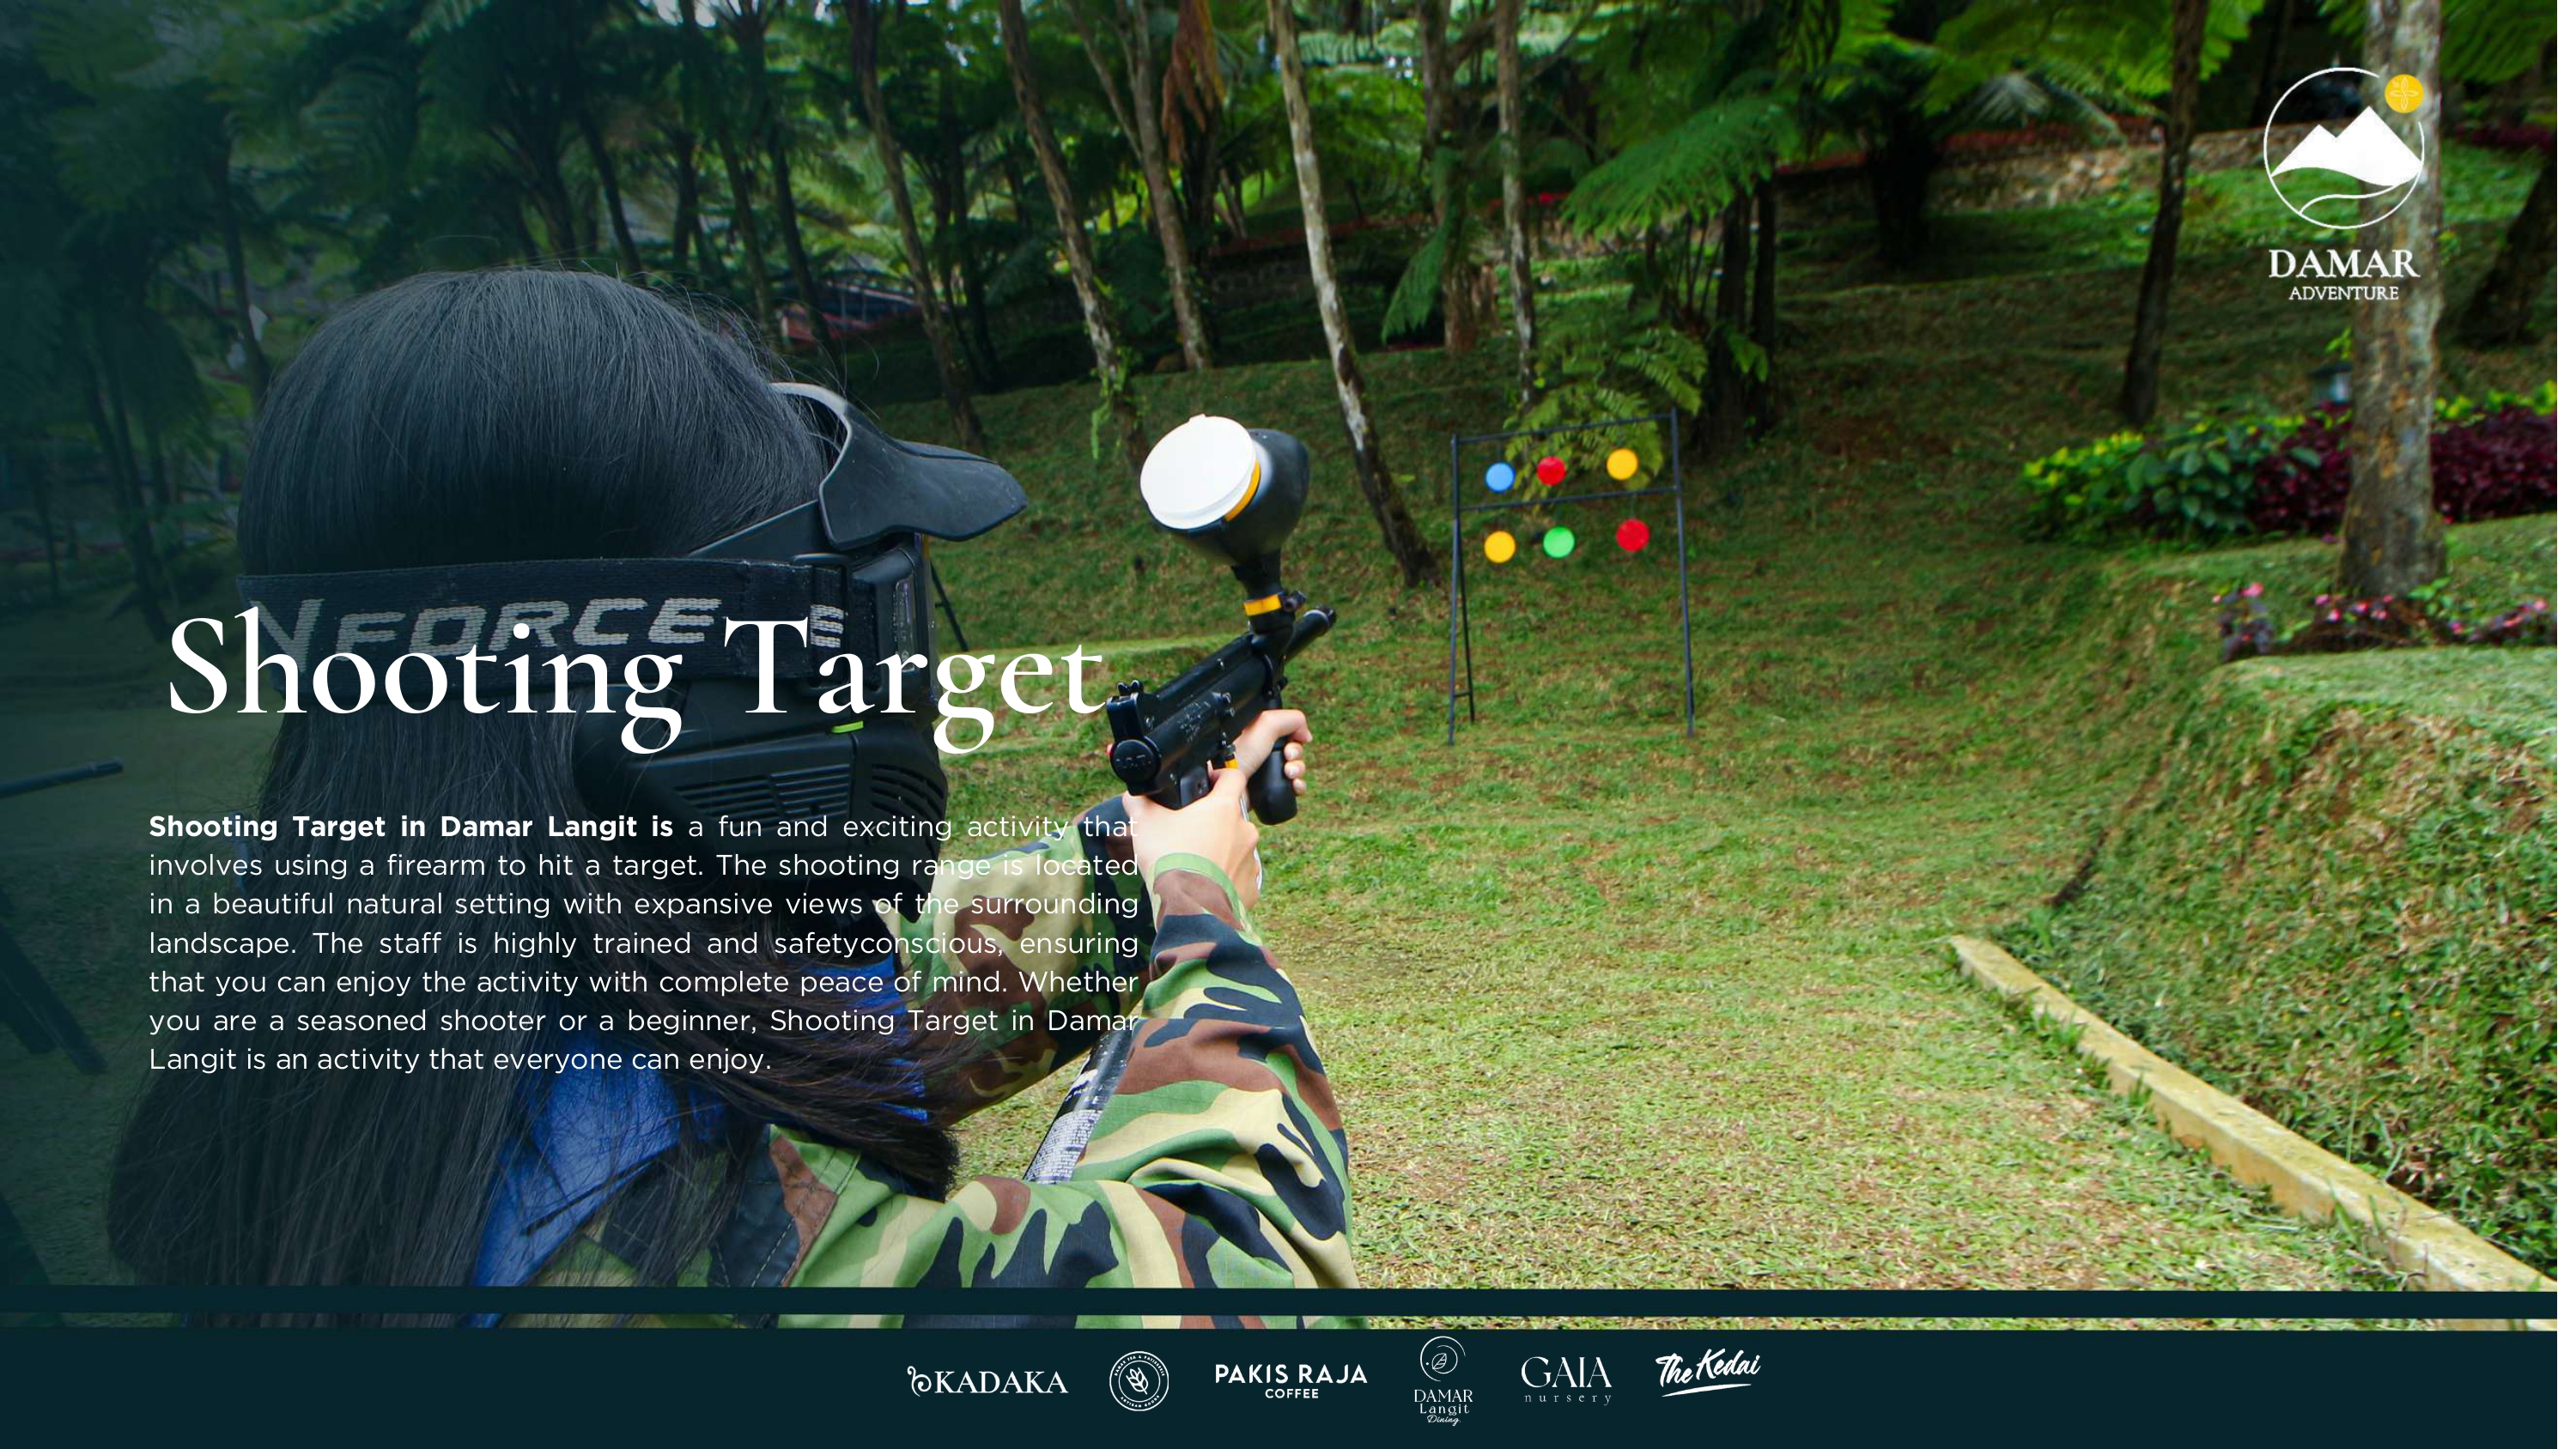 DAMAR
ADVENTURE
N FORCE
Shooting Target
Shooting Target in Damar Langit is a fun and exciting activity that
involves using a firearm to hit a target. The shooting range is located
in a beautiful natural setting with expansive views of the surrounding
landscape. The staff is highly trained and safetyconscious, ensuring
that you can enjoy the activity with complete peace of mind. Whether
you are a seasoned shooter or a beginner, Shooting Target in Damar
Langit is an activity that everyone can enjoy.
KADAKA
PAKIS RAJA
COFFEE
DAMAR
Langit
Dining
GAIA
nursery
The Kedai